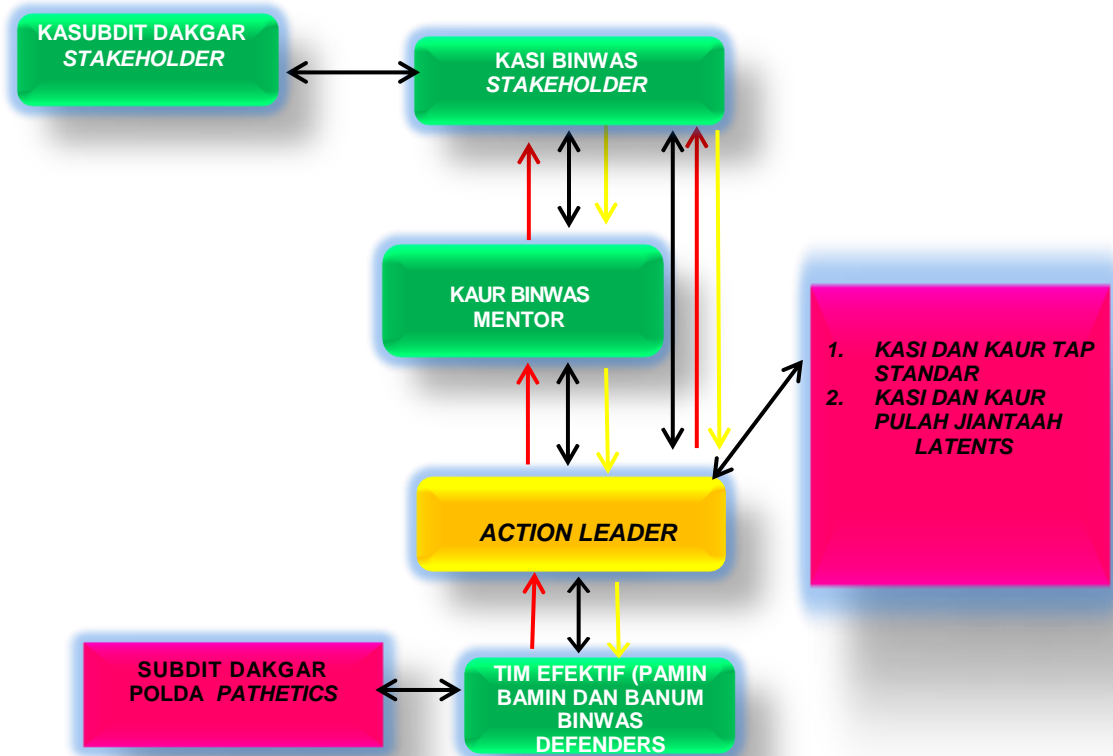 KASUBDIT DAKGAR
STAKEHOLDER
KASI BINWAS
STAKEHOLDER
KAUR BINWAS
MENTOR
1. KASI DAN KAUR TAP
STANDAR
2. KASI DAN KAUR
PULAH JIANTAAH
LATENTS
ACTION LEADER
SUBDIT DAKGAR
POLDA PATHETICS
TIM EFEKTIF (PAMIN
BAMIN DAN BANUM
BINWAS
DEFENDERS